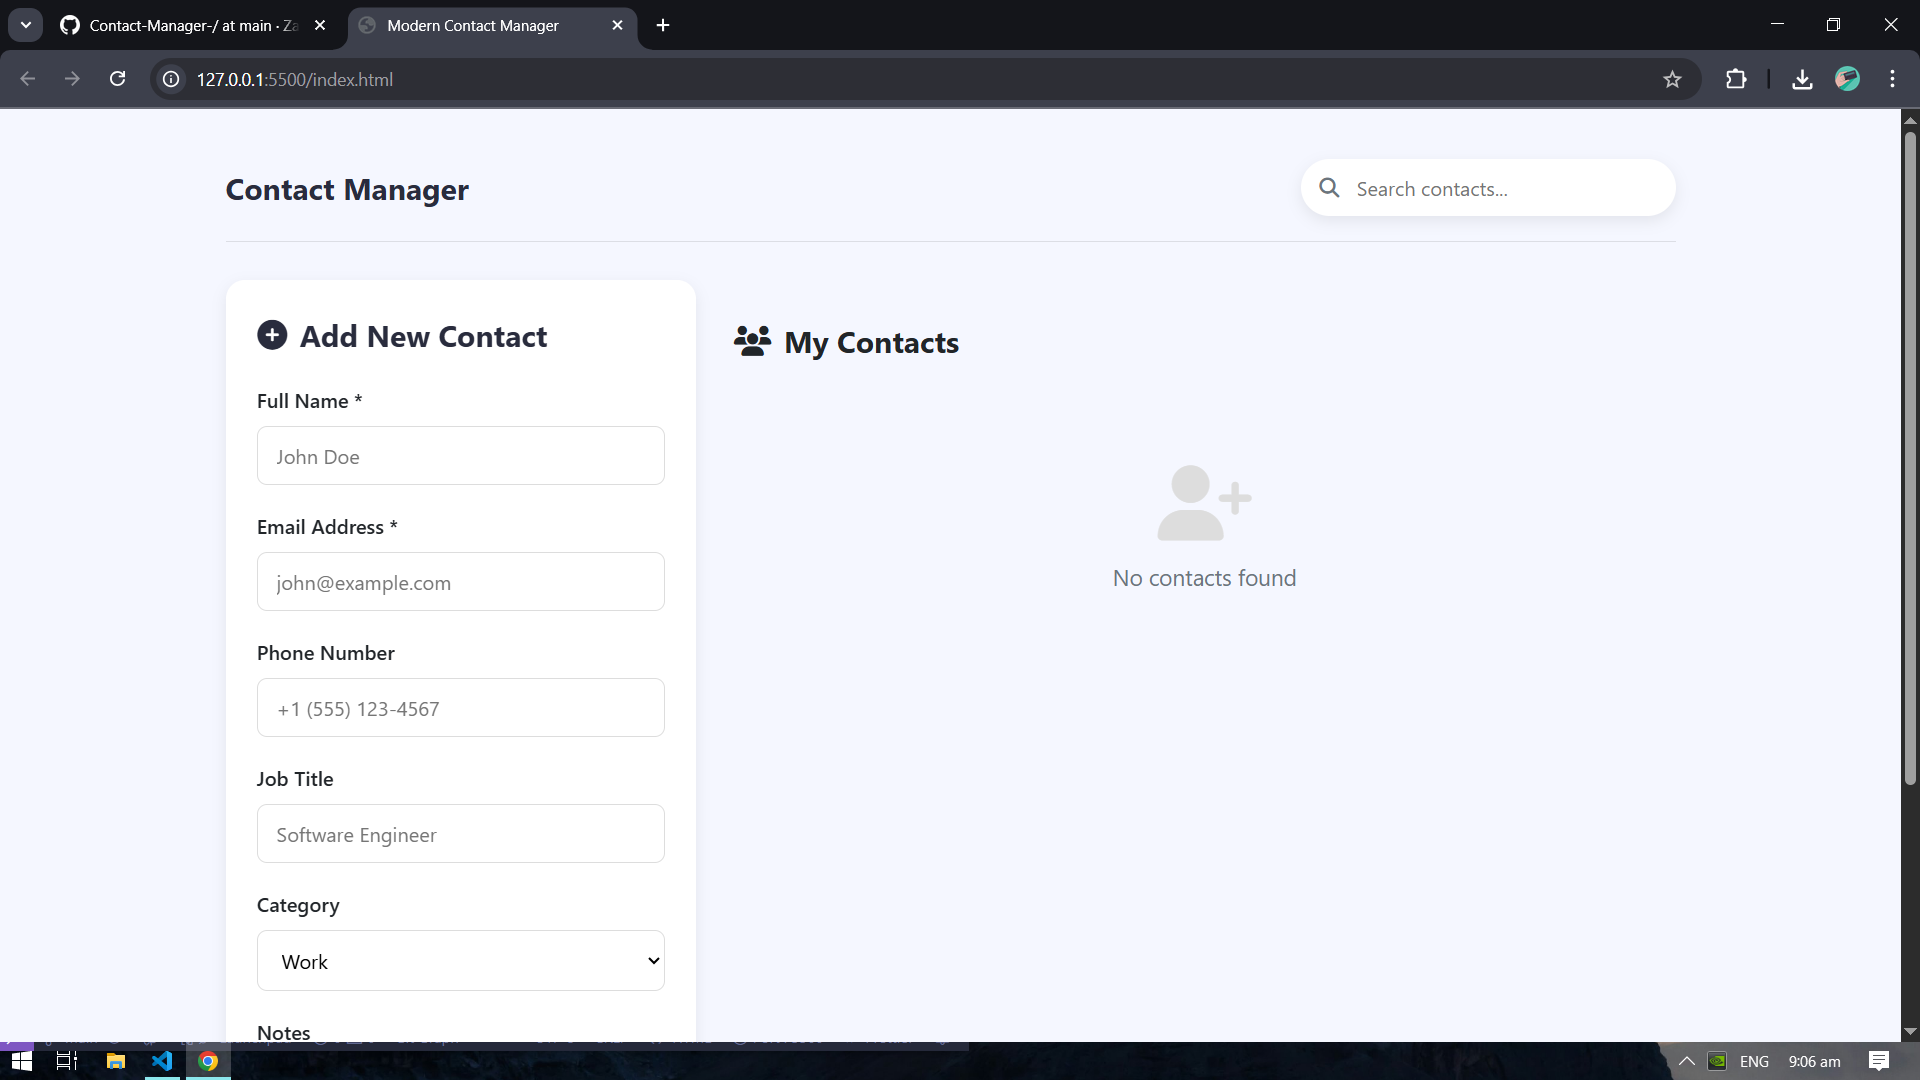 Contact-Manager-/ at main · Za
Modern Contact Manager
127.0.0.1:5500/index.html
Contact Manager
Search contacts...
Add New Contact
My Contacts
Full Name *
John Doe
Email Address *
john@example.com
No contacts found
Phone Number
+1 (555) 123-4567
Job Title
Software Engineer
Category
Work
Notes
ENG
9:06 am